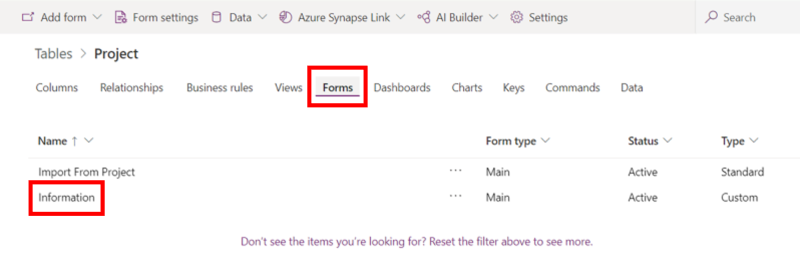 Add form Form settings Data Azure Synapse Link AI Builder Settings Search
Tables > Project
Columns Relationships Business rules Views Forms Dashboards Charts Keys Commands Data
Name ↑ Form type Status Type
Import From Project ... Main Active Standard
Information ... Main Active Custom
Don't see the items you're looking for? Reset the filter above to see more.